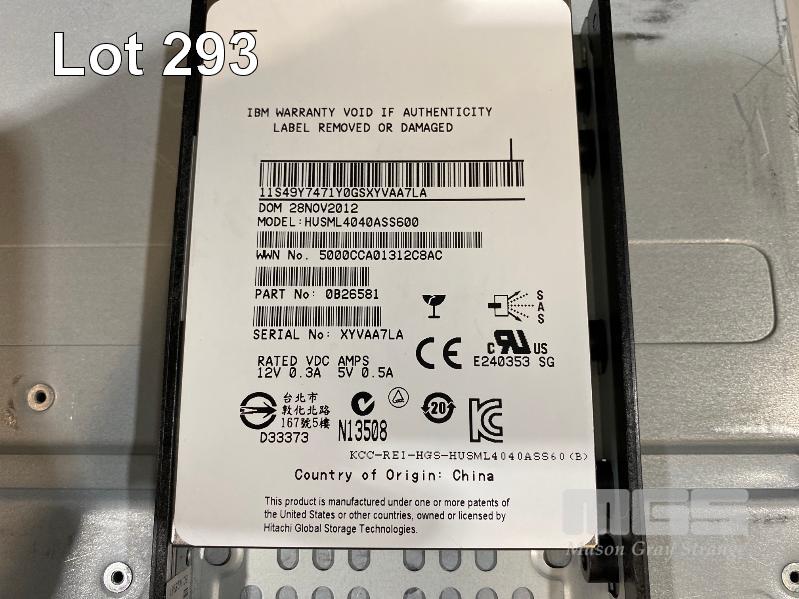 Lot 293
IBM WARRANTY VOID IF AUTHENTICITY
LABEL REMOVED OR DAMAGED
11S49Y7471Y0GSXYVAA7LA
DOM 28NOV2012
MODEL:HUSML4040ASS600
WWN No. 5000CCA01312C8AC
PART No: 0B26581
SERIAL No: XYVAA7LA
SAS
RATED VDC AMPS
12V 0.3A 5V 0.5A
CE
c RU US
E240353 SG
台北市
敦化北路
167號5樓
D33373
N13508
20
KC
KCC-REI-HGS-HUSML4040ASS60(B)
Country of Origin: China
This product is manufactured under one or more patents of
the United States or other countries, owned or licensed by
Hitachi Global Storage Technologies.
MGS
Mason Gray Strange